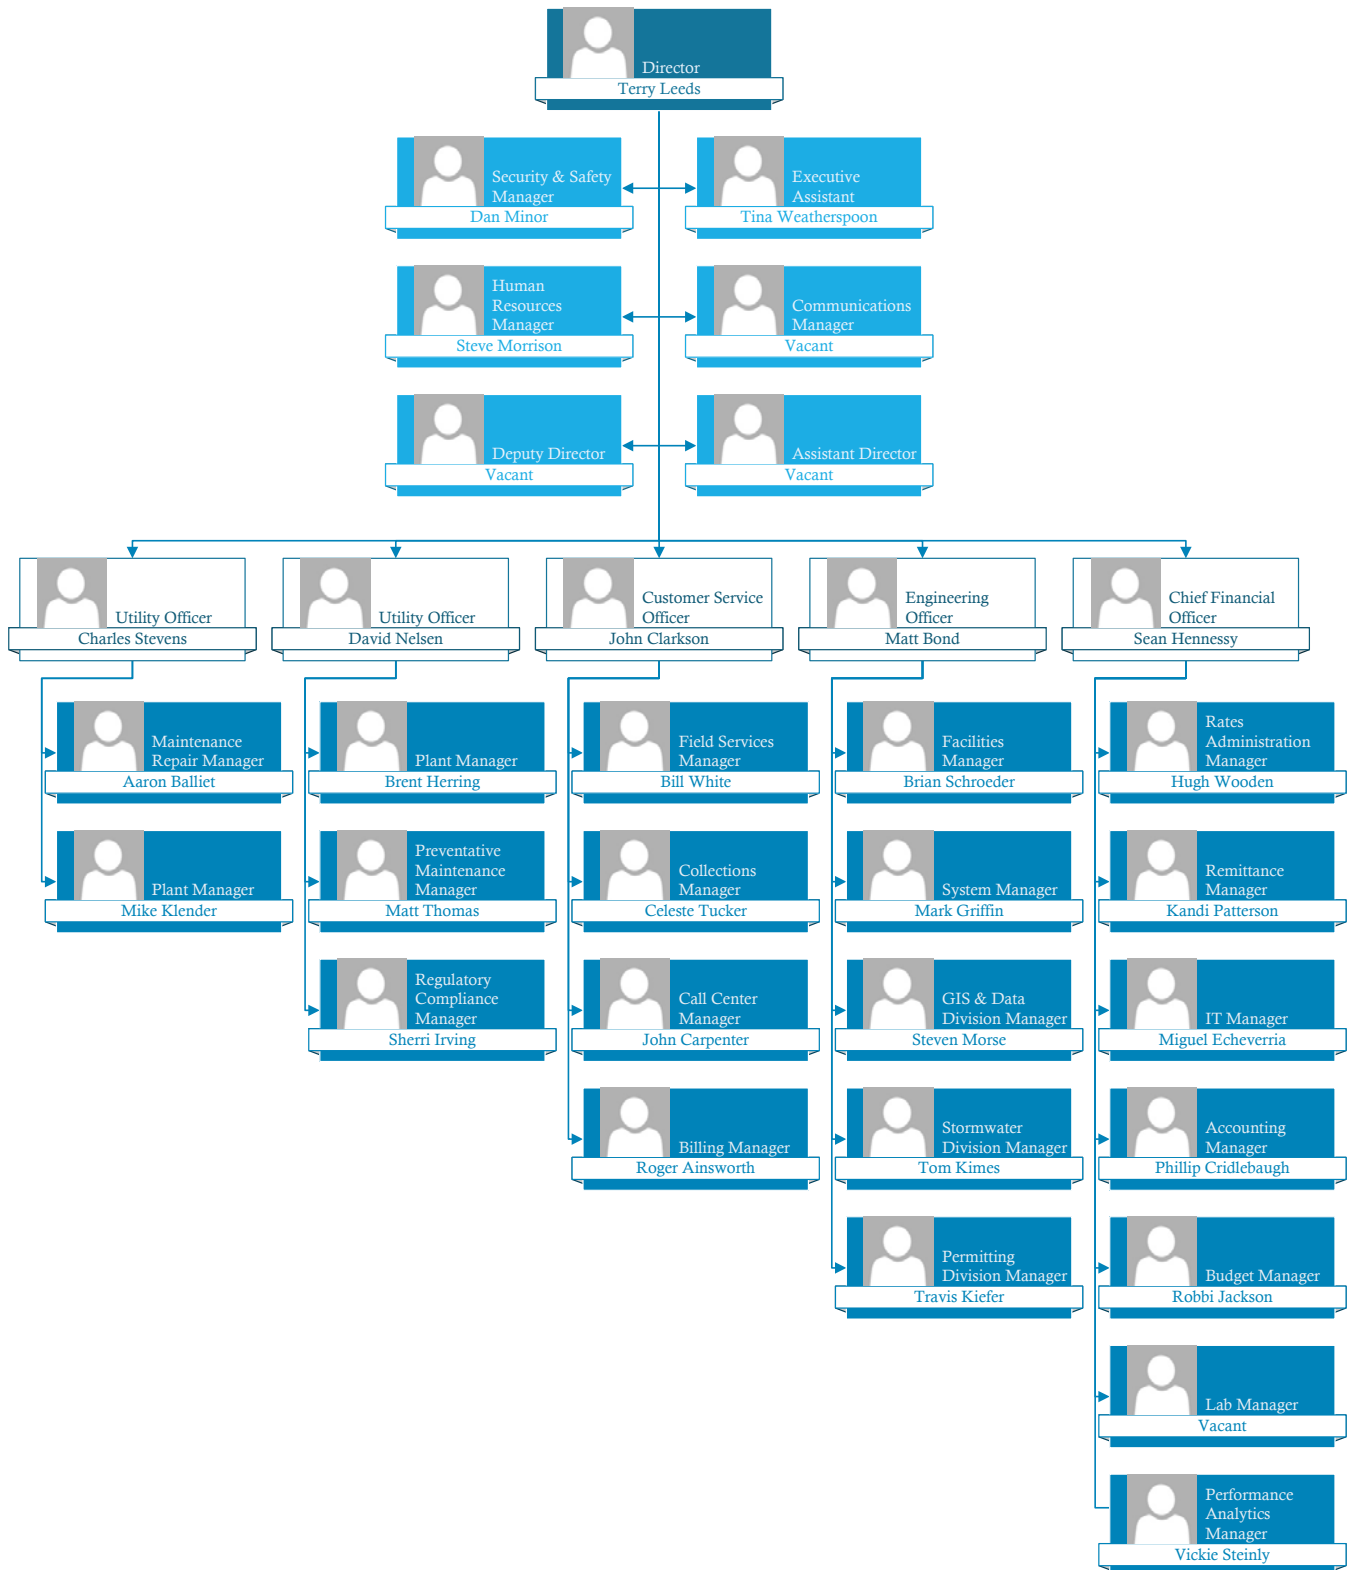 Director
Terry Leeds
Security & Safety
Manager
Dan Minor
Executive
Assistant
Tina Weatherspoon
Human
Resources
Manager
Steve Morrison
Communications
Manager
Vacant
Deputy Director
Vacant
Assistant Director
Vacant
Utility Officer
Charles Stevens
Utility Officer
David Nelsen
Customer Service
Officer
John Clarkson
Engineering
Officer
Matt Bond
Chief Financial
Officer
Sean Hennessy
Maintenance
Repair Manager
Aaron Balliet
Plant Manager
Mike Klender
Plant Manager
Brent Herring
Preventative
Maintenance
Manager
Matt Thomas
Regulatory
Compliance
Manager
Sherri Irving
Field Services
Manager
Bill White
Collections
Manager
Celeste Tucker
Call Center
Manager
John Carpenter
Billing Manager
Roger Ainsworth
Facilities
Manager
Brian Schroeder
System Manager
Mark Griffin
GIS & Data
Division Manager
Steven Morse
Stormwater
Division Manager
Tom Kimes
Permitting
Division Manager
Travis Kiefer
Rates
Administration
Manager
Hugh Wooden
Remittance
Manager
Kandi Patterson
IT Manager
Miguel Echeverria
Accounting
Manager
Phillip Cridlebaugh
Budget Manager
Robbi Jackson
Lab Manager
Vacant
Performance
Analytics
Manager
Vickie Steinly